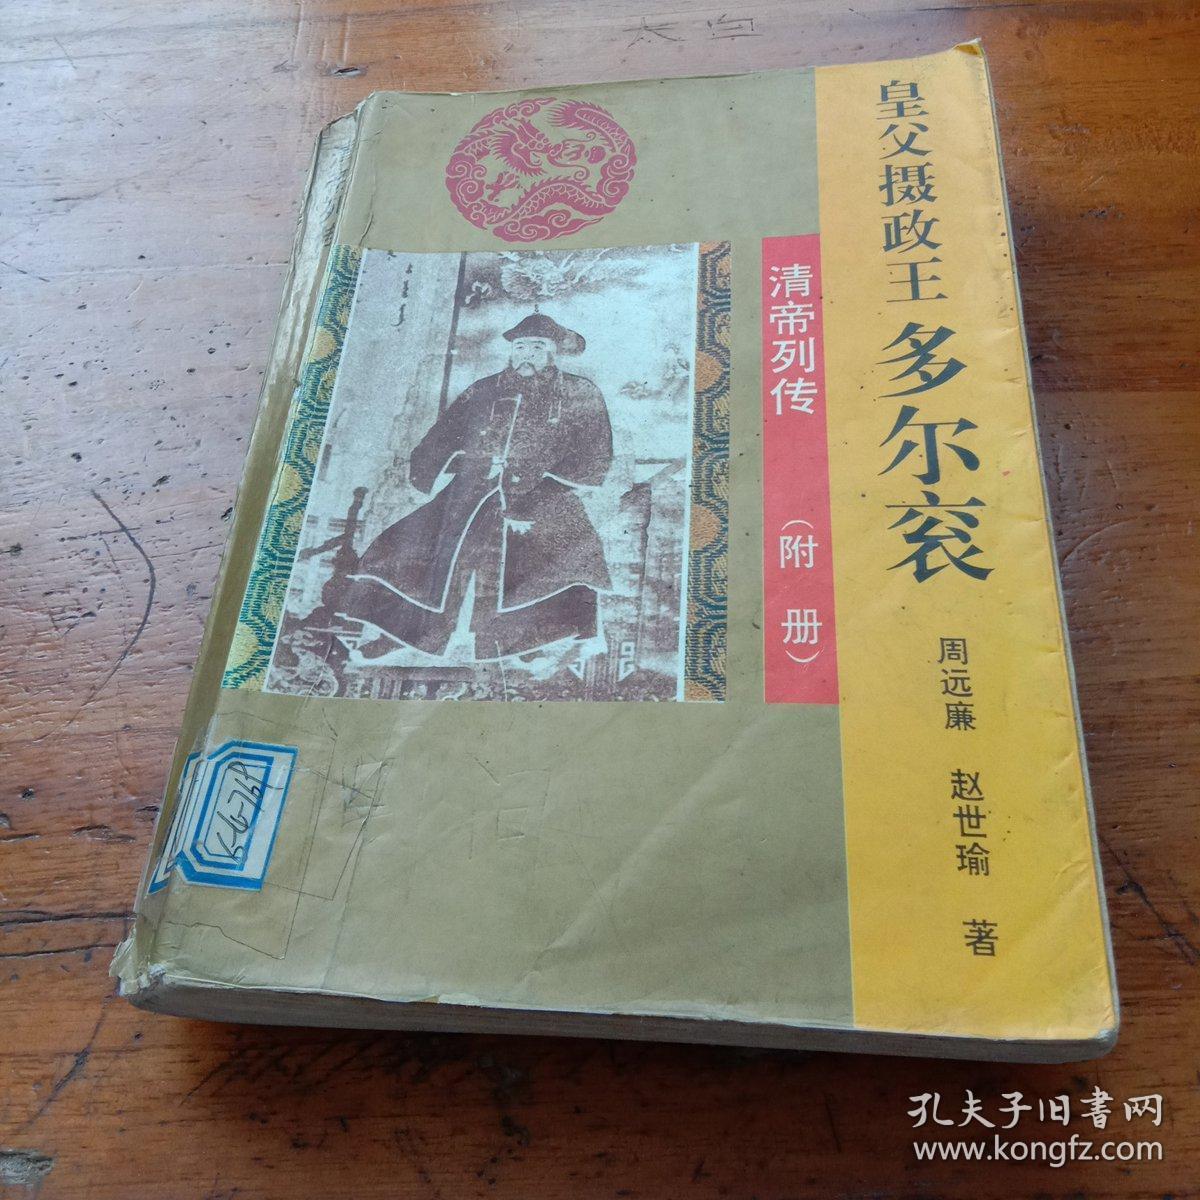 皇父摄政王 多尔衮
清帝列传
(附册)
周远廉 赵世瑜 著
孔夫子旧書网
www.kongfz.com